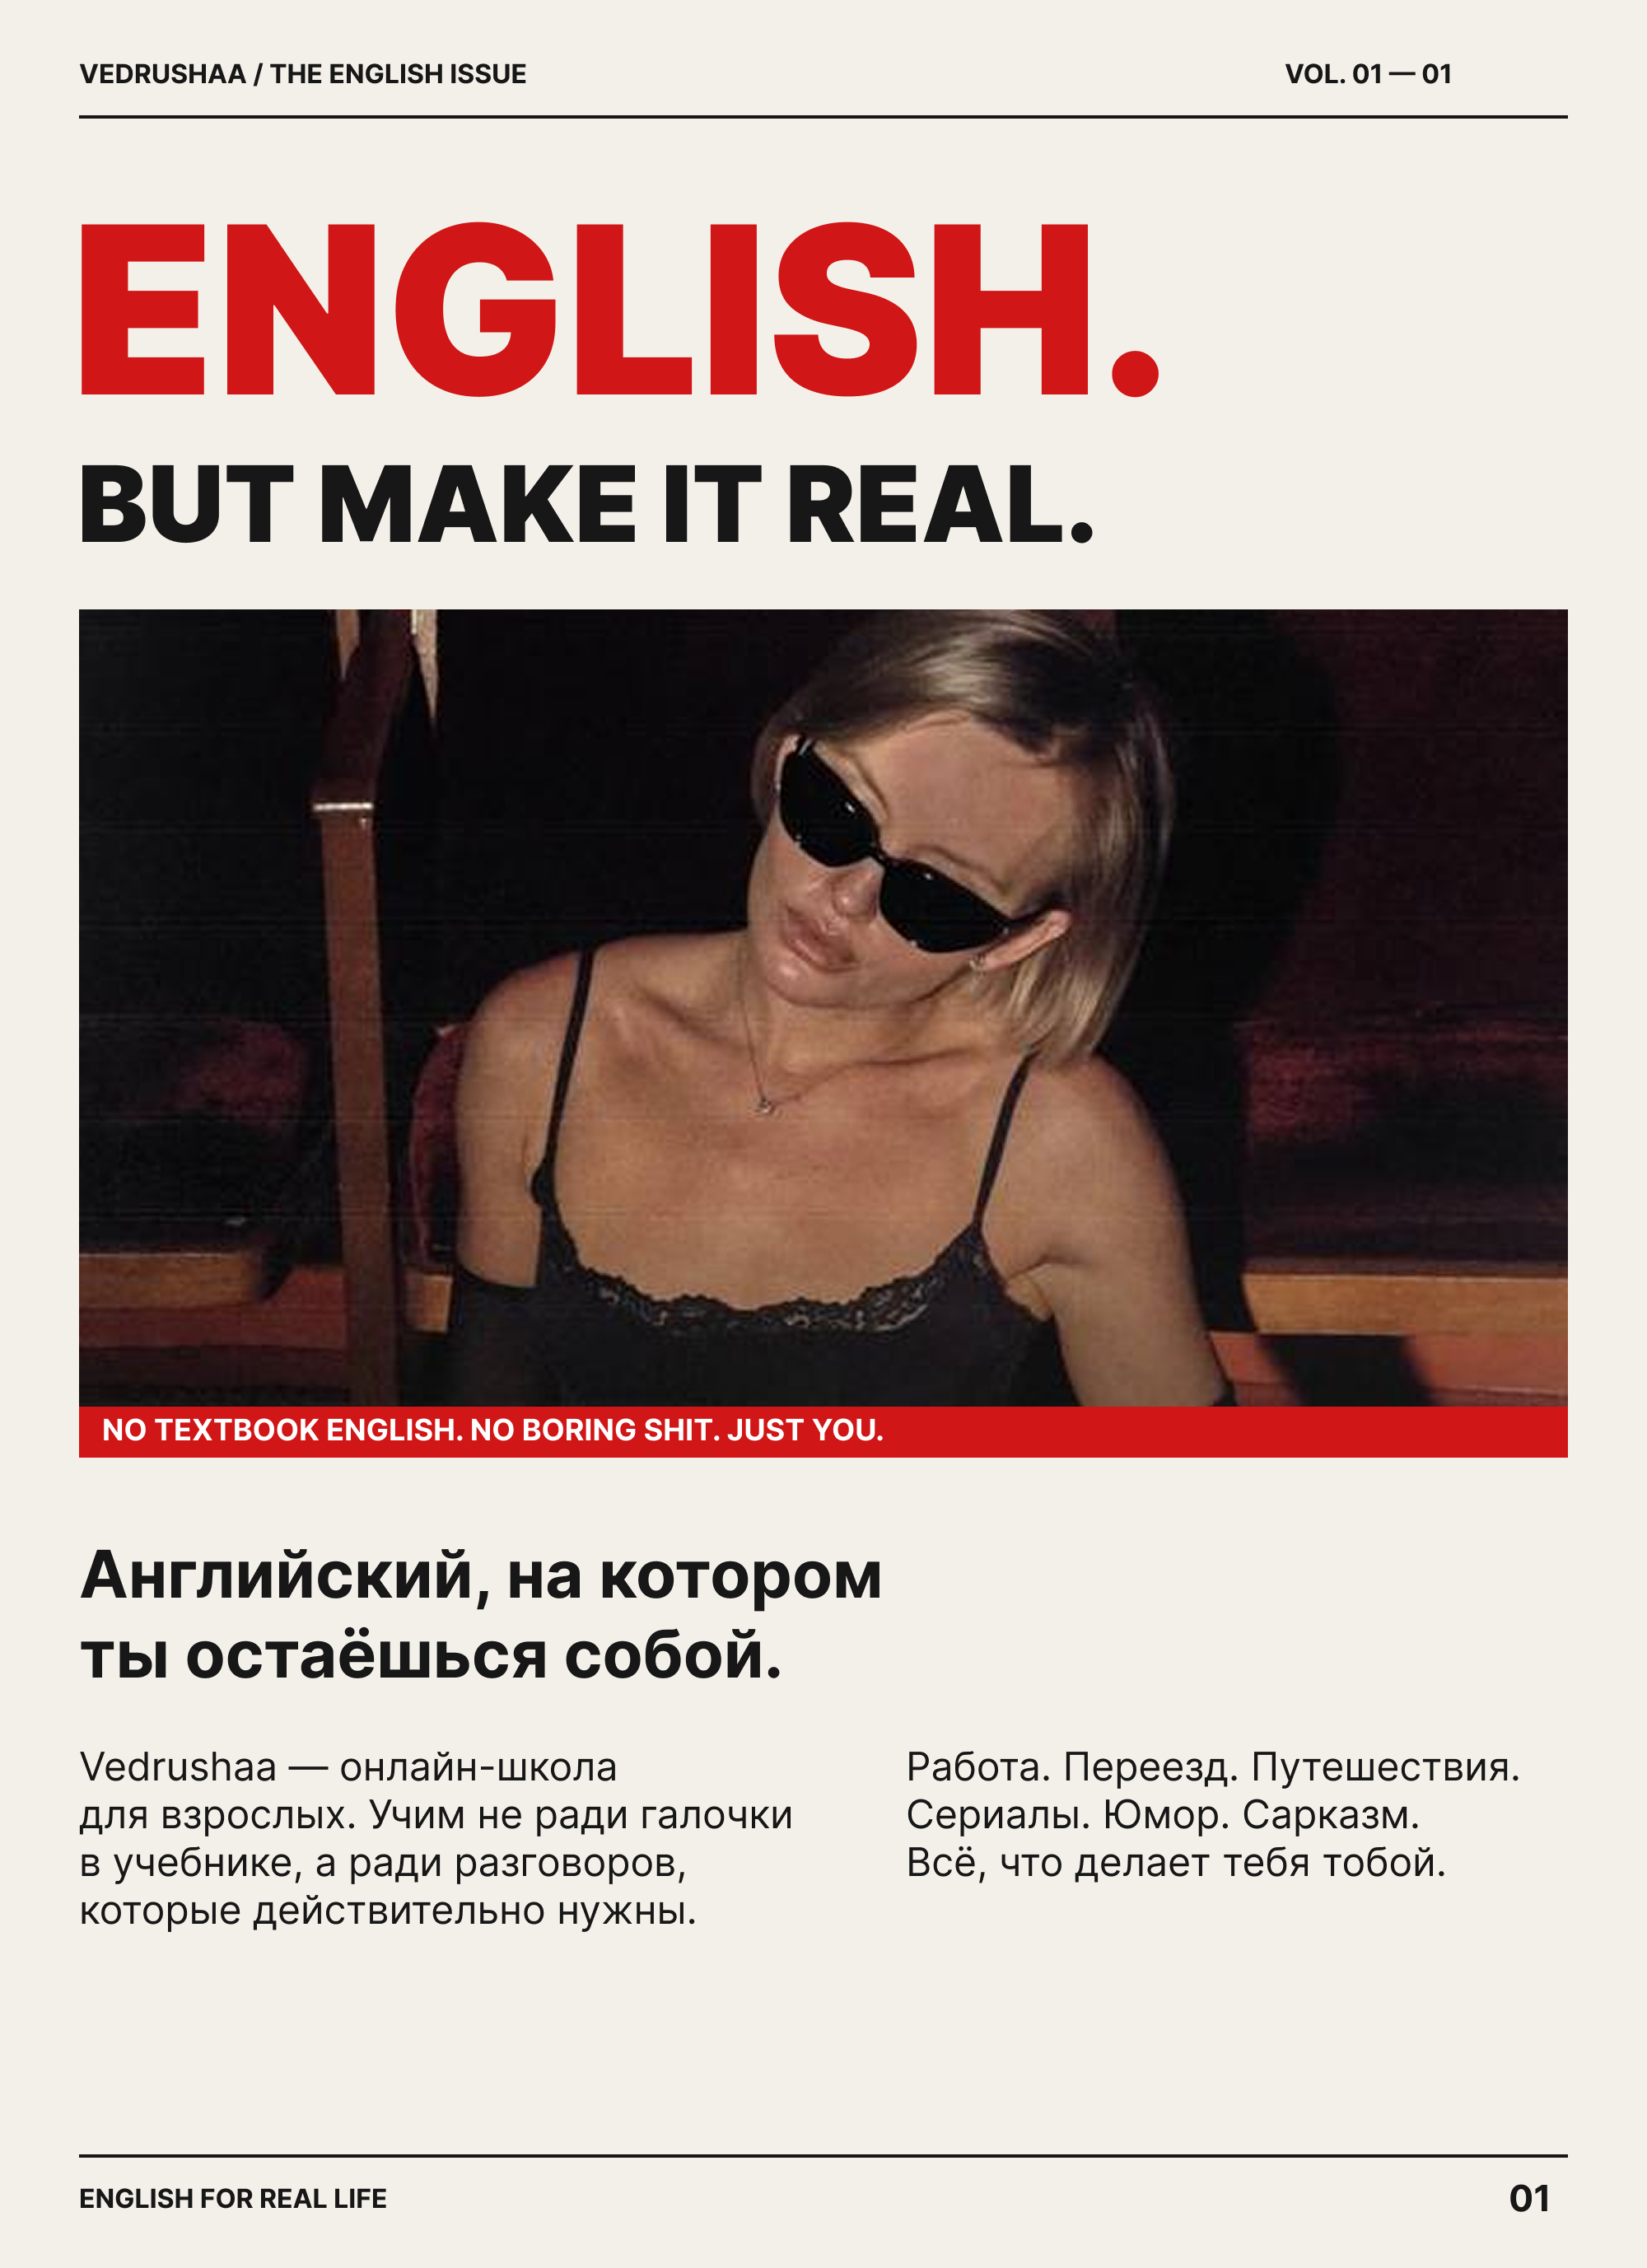 VEDRUSHAA / THE ENGLISH ISSUE
VOL. 01 — 01
ENGLISH.
BUT MAKE IT REAL.
NO TEXTBOOK ENGLISH. NO BORING SHIT. JUST YOU.
Английский, на котором
ты остаёшься собой.
Vedrushaa — онлайн-школа
для взрослых. Учим не ради галочки
в учебнике, а ради разговоров,
которые действительно нужны.
Работа. Переезд. Путешествия.
Сериалы. Юмор. Сарказм.
Всё, что делает тебя тобой.
ENGLISH FOR REAL LIFE
01